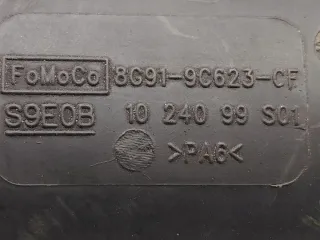 FoMoCo 8G91-9C623-CF
S9E0B 10 240 99 S01
>PA6<